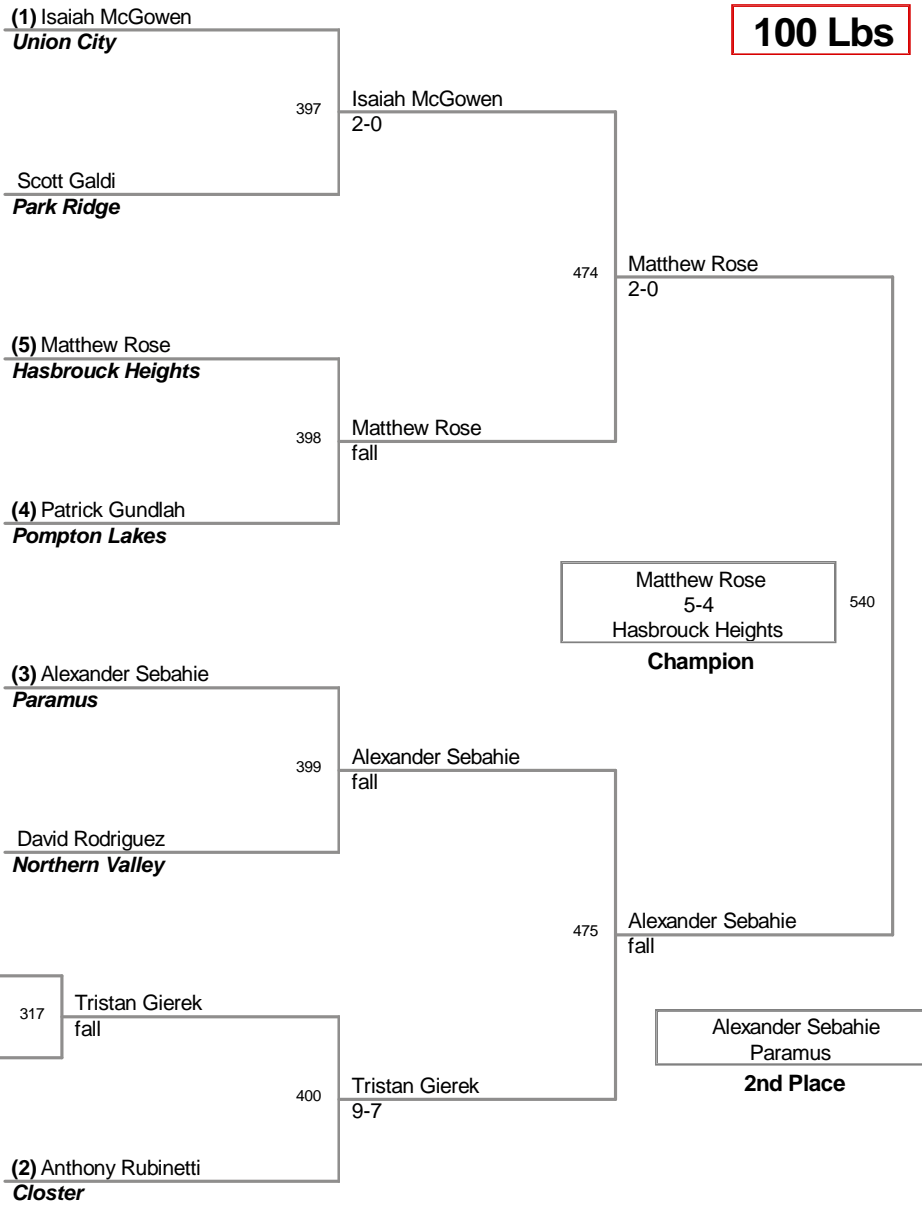 (1) Isaiah McGowen
Union City
100 Lbs
397
Isaiah McGowen
2-0
Scott Galdi
Park Ridge
474
Matthew Rose
2-0
(5) Matthew Rose
Hasbrouck Heights
398
Matthew Rose
fall
(4) Patrick Gundlah
Pompton Lakes
Matthew Rose
5-4
Hasbrouck Heights
540
Champion
(3) Alexander Sebahie
Paramus
399
Alexander Sebahie
fall
David Rodriguez
Northern Valley
475
Alexander Sebahie
fall
317
Tristan Gierek
fall
Alexander Sebahie
Paramus
2nd Place
400
Tristan Gierek
9-7
(2) Anthony Rubinetti
Closter